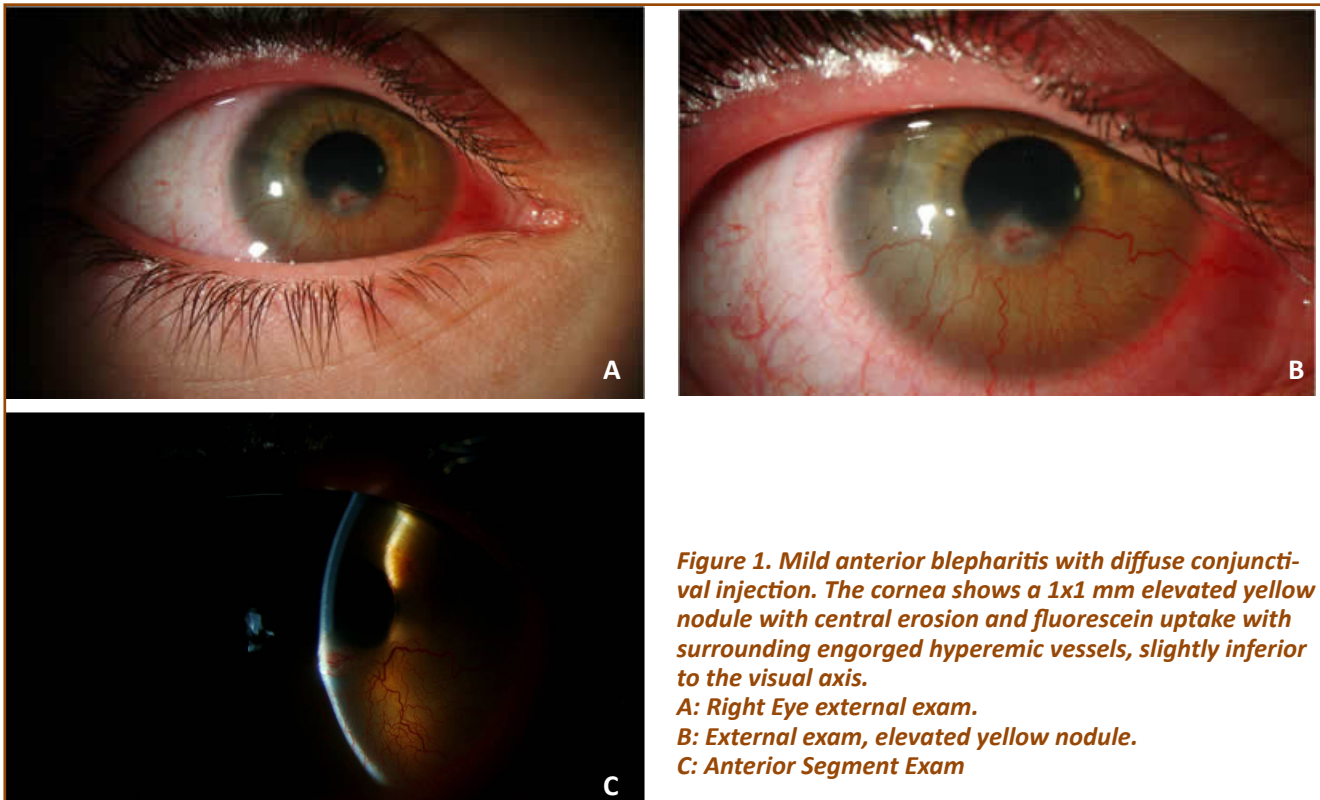 A
B
C
Figure 1. Mild anterior blepharitis with diffuse conjuncti-
val injection. The cornea shows a 1x1 mm elevated yellow
nodule with central erosion and fluorescein uptake with
surrounding engorged hyperemic vessels, slightly inferior
to the visual axis.
A: Right Eye external exam.
B: External exam, elevated yellow nodule.
C: Anterior Segment Exam